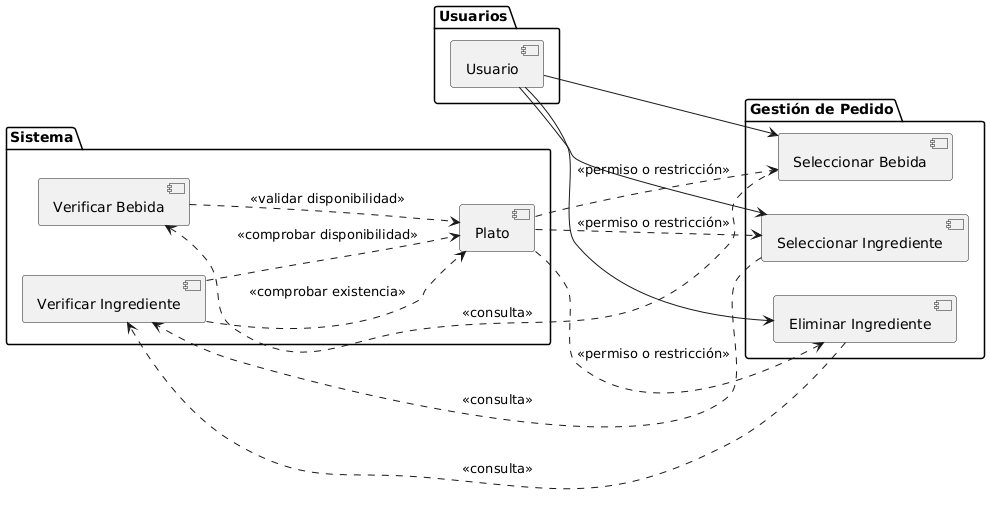 Usuarios
Usuario
Gestión de Pedido
Sistema
Seleccionar Bebida
«permiso o restricción»
Verificar Bebida
«validar disponibilidad»
«permiso o restricción»
Plato
«comprobar disponibilidad»
Seleccionar Ingrediente
«comprobar existencia»
Verificar Ingrediente
«consulta»
Eliminar Ingrediente
«permiso o restricción»
«consulta»
«consulta»